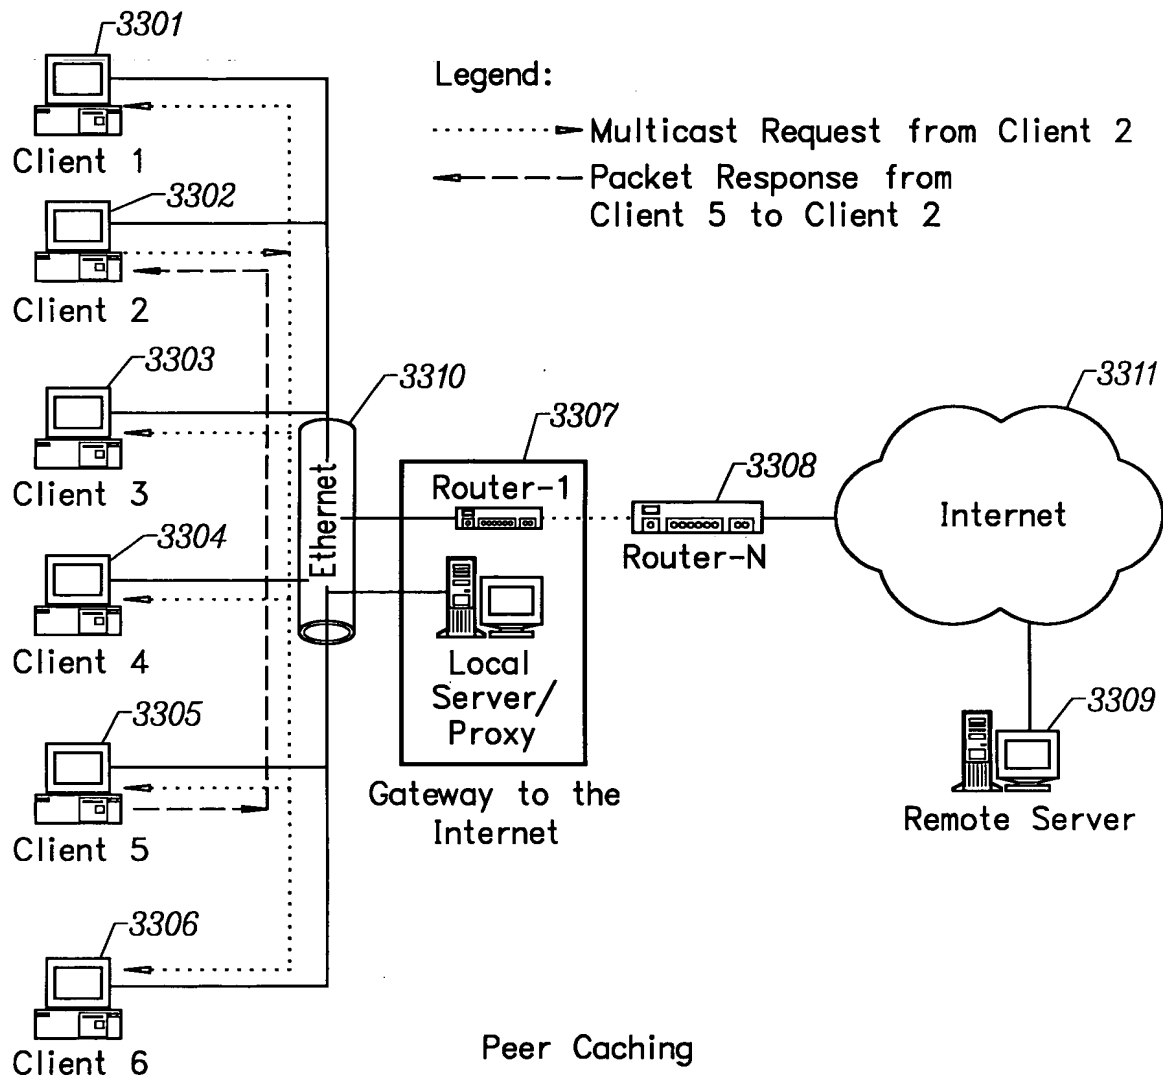 3301
Client 1
Legend:
Multicast Request from Client 2
Packet Response from
Client 5 to Client 2
3302
Client 2
3303
Client 3
3310
Ethernet
3307
Router-1
3308
Router-N
3311
Internet
3304
Client 4
Local
Server/
Proxy
Gateway to the
Internet
3309
Remote Server
3305
Client 5
3306
Client 6
Peer Caching